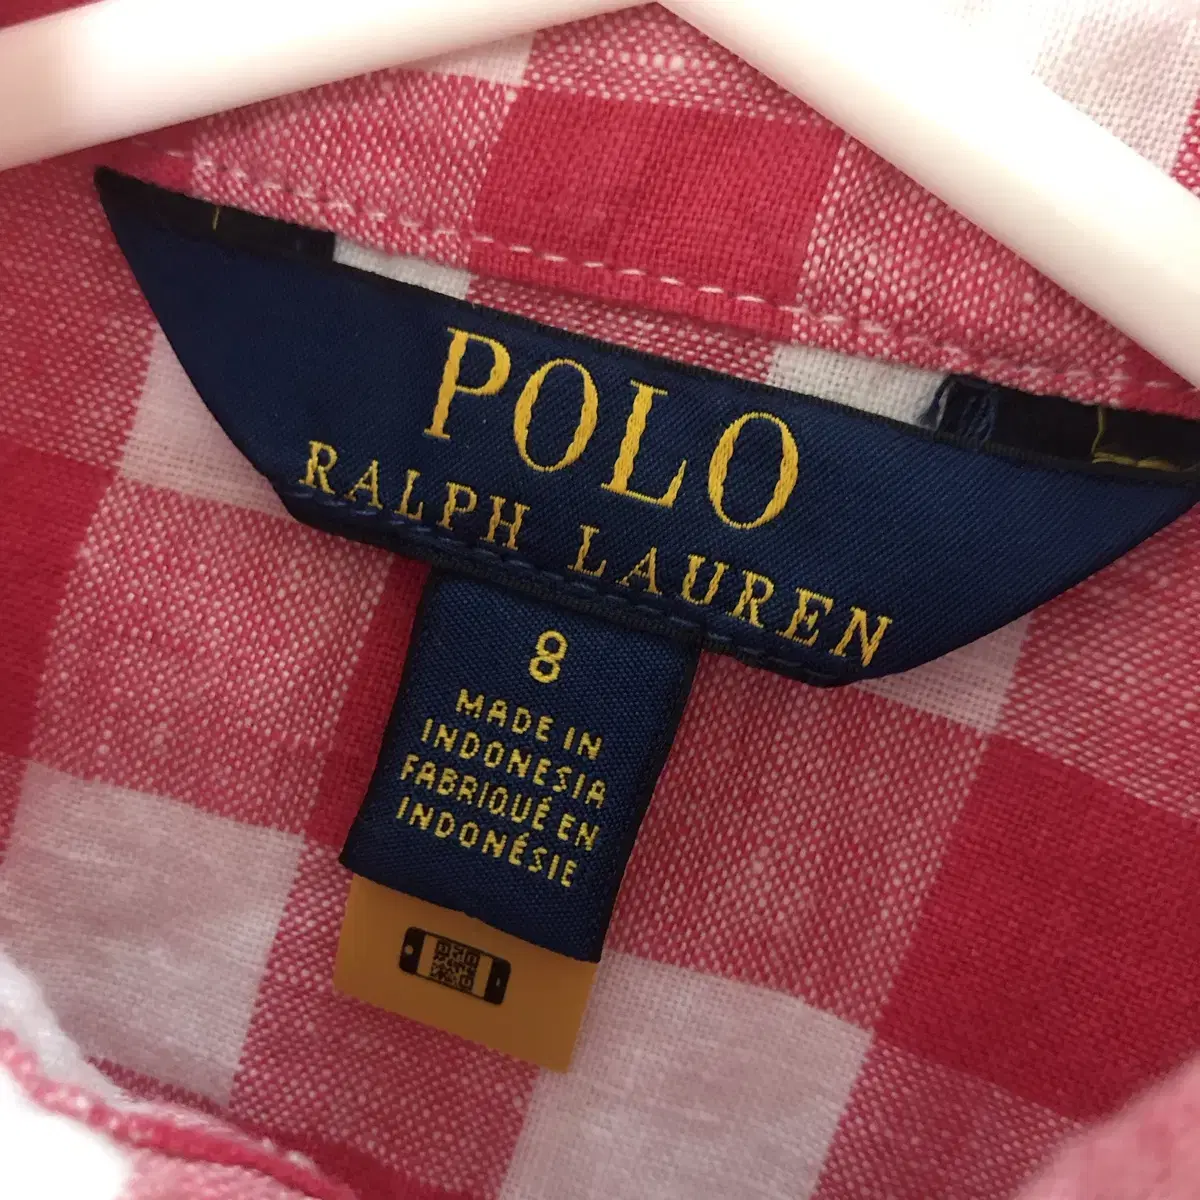 POLO
RALPH LAUREN
8
MADE IN
INDONESIA
FABRIQUÉ EN
INDONÉSIE